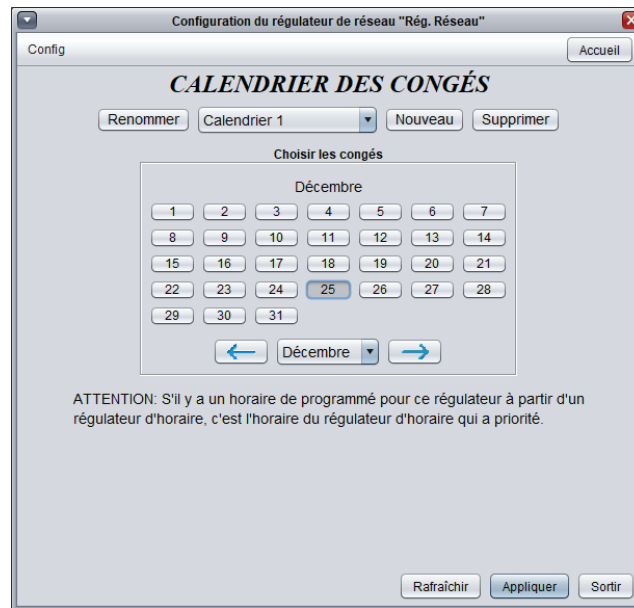 Configuration du régulateur de réseau "Rég. Réseau"
Config Accueil
CALENDRIER DES CONGÉS
Renommer Calendrier 1 Nouveau Supprimer
Choisir les congés
Décembre
1 2 3 4 5 6 7
8 9 10 11 12 13 14
15 16 17 18 19 20 21
22 23 24 25 26 27 28
29 30 31
Décembre
ATTENTION: S'il y a un horaire de programmé pour ce régulateur à partir d'un
régulateur d'horaire, c'est l'horaire du régulateur d'horaire qui a priorité.
Rafraîchir Appliquer Sortir